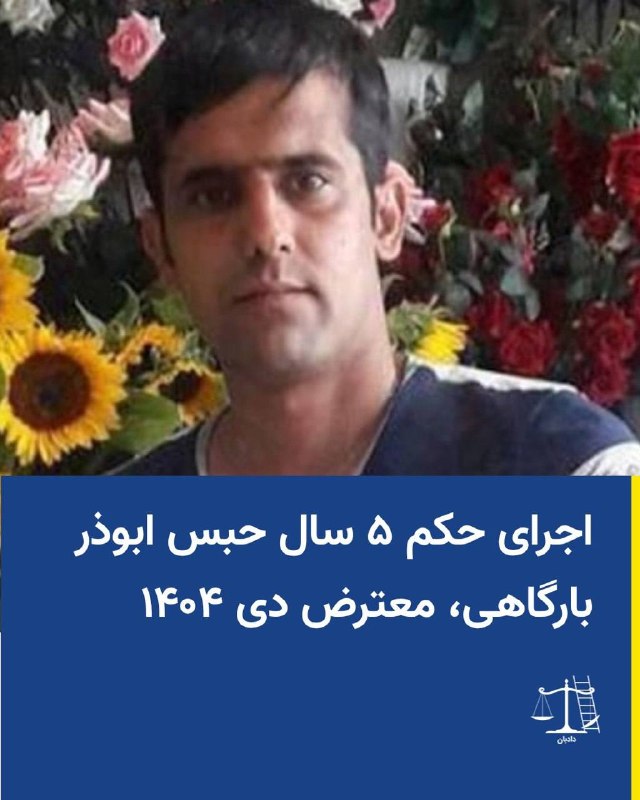 اجرای حکم ۵ سال حبس ابوذر
بارگاهی، معترض دی ۱۴۰۴
دادبان